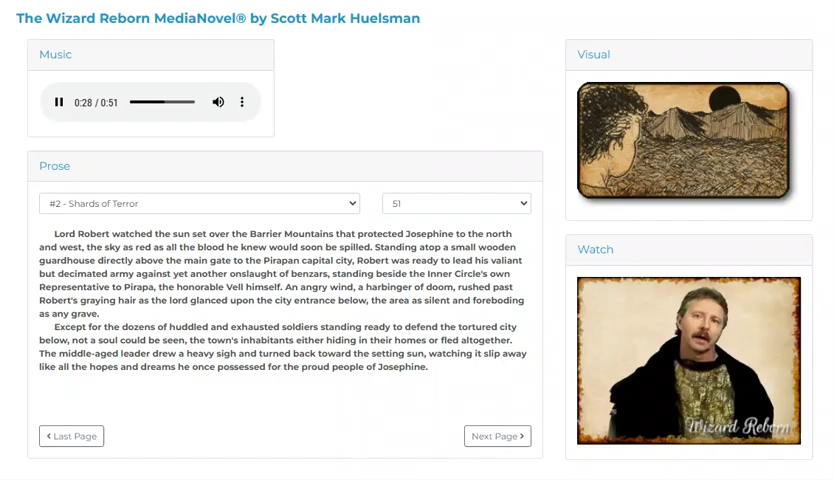 The Wizard Reborn MediaNovel® by Scott Mark Huelsman
Music
0:28 / 0:51
Prose
#2 - Shards of Terror
51
Lord Robert watched the sun set over the Barrier Mountains that protected Josephine to the north
and west, the sky as red as all the blood he knew would soon be spilled. Standing atop a small wooden
guardhouse directly above the main gate to the Pirapan capital city, Robert was ready to lead his valiant
but decimated army against yet another onslaught of benzars, standing beside the Inner Circle's own
Representative to Pirapa, the honorable Vell himself. An angry wind, a harbinger of doom, rushed past
Robert's graying hair as the lord glanced upon the city entrance below, the area as silent and foreboding
as any grave.
Except for the dozens of huddled and exhausted soldiers standing ready to defend the tortured city
below, not a soul could be seen, the town's inhabitants either hiding in their homes or fled altogether.
The middle-aged leader drew a heavy sigh and turned back toward the setting sun, watching it slip away
like all the hopes and dreams he once possessed for the proud people of Josephine.
Last Page
Next Page
Visual
Watch
Wizard Reborn